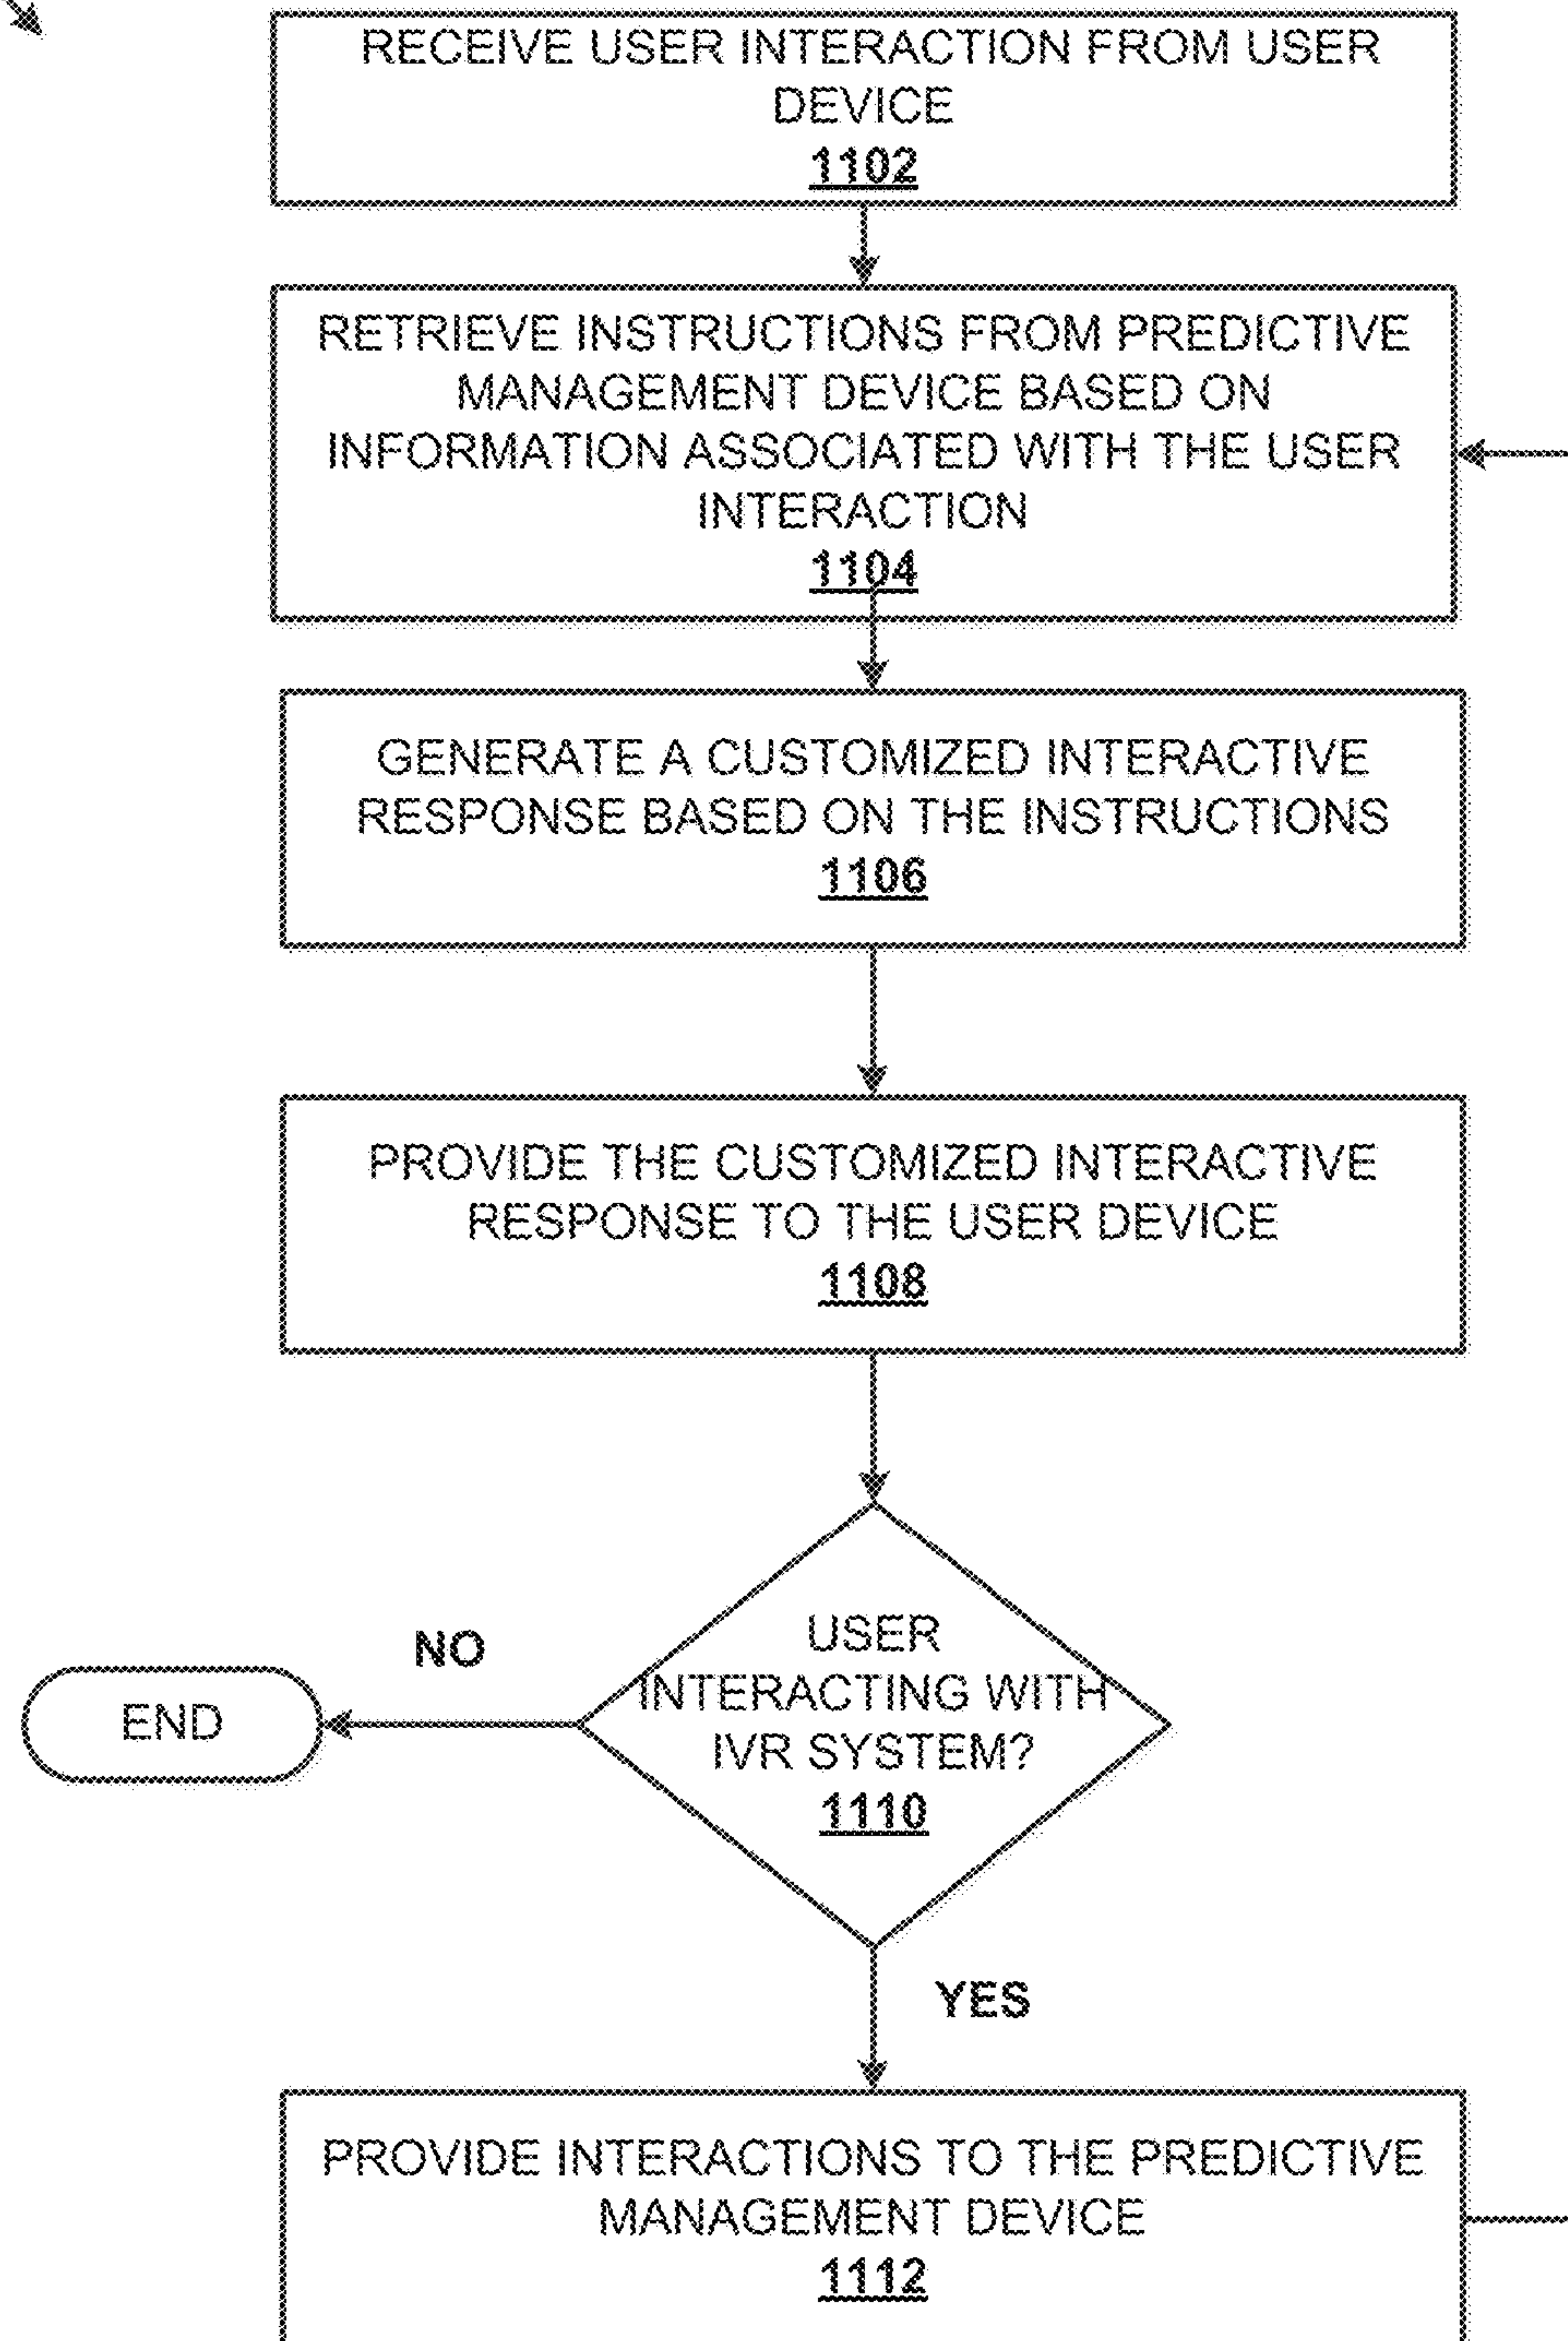 RECEIVE USER INTERACTION FROM USER
DEVICE
1102
RETRIEVE INSTRUCTIONS FROM PREDICTIVE
MANAGEMENT DEVICE BASED ON
INFORMATION ASSOCIATED WITH THE USER
INTERACTION
1104
GENERATE A CUSTOMIZED INTERACTIVE
RESPONSE BASED ON THE INSTRUCTIONS
1106
PROVIDE THE CUSTOMIZED INTERACTIVE
RESPONSE TO THE USER DEVICE
1108
USER
INTERACTING WITH
IVR SYSTEM?
1110
NO
END
YES
PROVIDE INTERACTIONS TO THE PREDICTIVE
MANAGEMENT DEVICE
1112